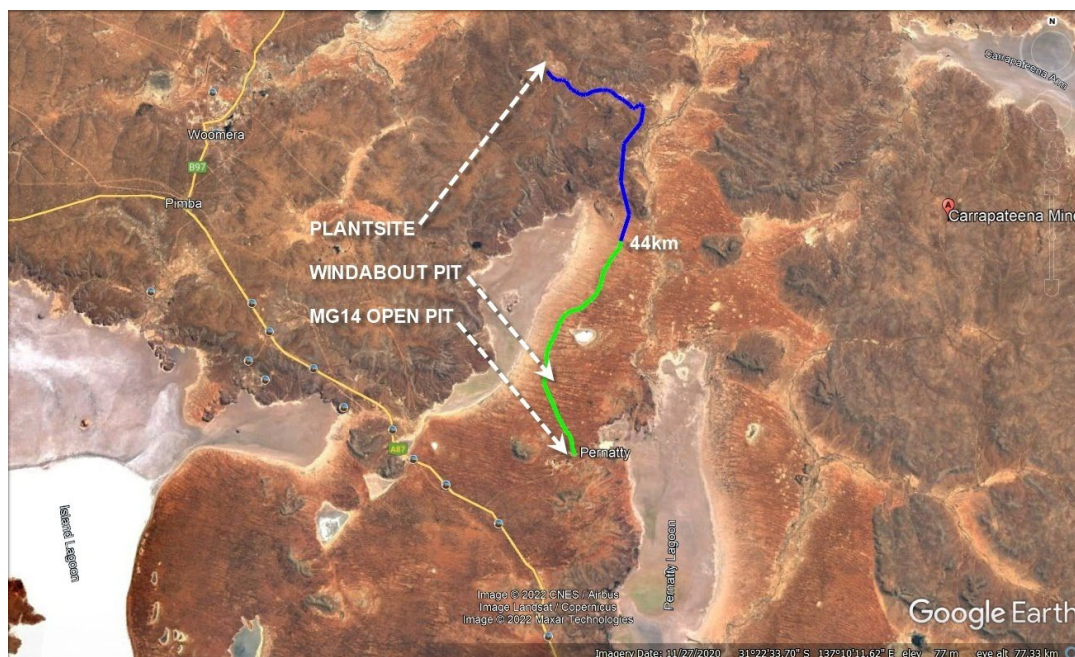 N
Carrapateena Arm
Woomera
B97
Pimba
A
Carrapateena Mine
PLANTSITE
44km
WINDABOUT PIT
MG14 OPEN PIT
A87
Pernatty
Island Lagoon
Pernatty Lagoon
Image © 2022 CNES / Airbus
Image Landsat / Copernicus
Image © 2022 Maxar Technologies
Google Earth
Imagery Date: 11/27/2020 31°22'33.70" S 137°10'11.62" E elev 77 m eye alt 77.33 km